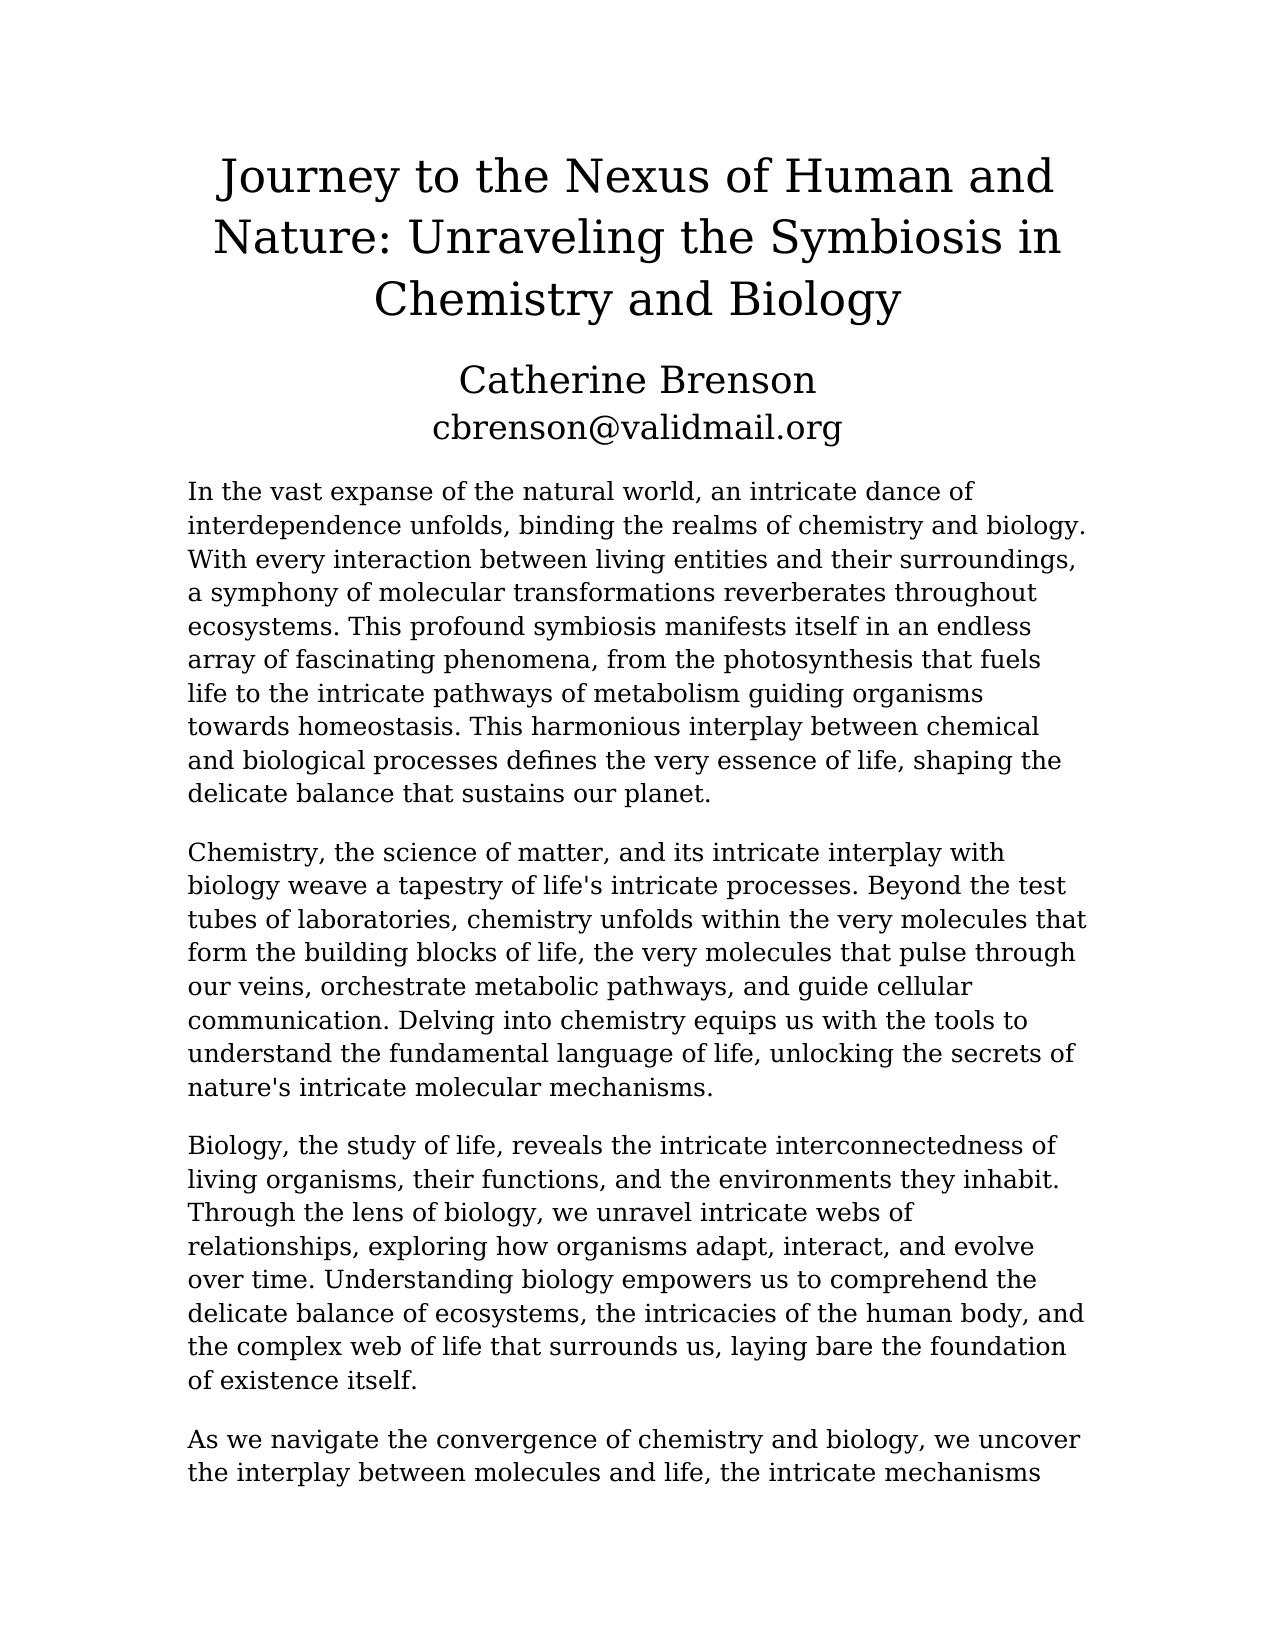 Journey to the Nexus of Human and
Nature: Unraveling the Symbiosis in
Chemistry and Biology
Catherine Brenson
cbrenson@validmail.org
In the vast expanse of the natural world, an intricate dance of
interdependence unfolds, binding the realms of chemistry and biology.
With every interaction between living entities and their surroundings,
a symphony of molecular transformations reverberates throughout
ecosystems. This profound symbiosis manifests itself in an endless
array of fascinating phenomena, from the photosynthesis that fuels
life to the intricate pathways of metabolism guiding organisms
towards homeostasis. This harmonious interplay between chemical
and biological processes defines the very essence of life, shaping the
delicate balance that sustains our planet.
Chemistry, the science of matter, and its intricate interplay with
biology weave a tapestry of life's intricate processes. Beyond the test
tubes of laboratories, chemistry unfolds within the very molecules that
form the building blocks of life, the very molecules that pulse through
our veins, orchestrate metabolic pathways, and guide cellular
communication. Delving into chemistry equips us with the tools to
understand the fundamental language of life, unlocking the secrets of
nature's intricate molecular mechanisms.
Biology, the study of life, reveals the intricate interconnectedness of
living organisms, their functions, and the environments they inhabit.
Through the lens of biology, we unravel intricate webs of
relationships, exploring how organisms adapt, interact, and evolve
over time. Understanding biology empowers us to comprehend the
delicate balance of ecosystems, the intricacies of the human body, and
the complex web of life that surrounds us, laying bare the foundation
of existence itself.
As we navigate the convergence of chemistry and biology, we uncover
the interplay between molecules and life, the intricate mechanisms